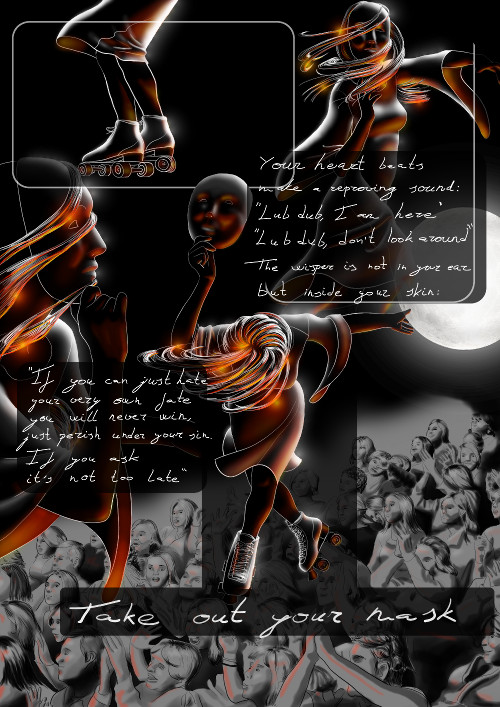 Your heart beats
make a reproving sound:
"Lub dub, I am here"
"Lub dub, don't look around"
The wisper is not in your ear
but inside your skin:
"If you can just hate
your very own fate
you will never win,
just perish under your sin.
If you ask
it's not too late"
Take out your mask